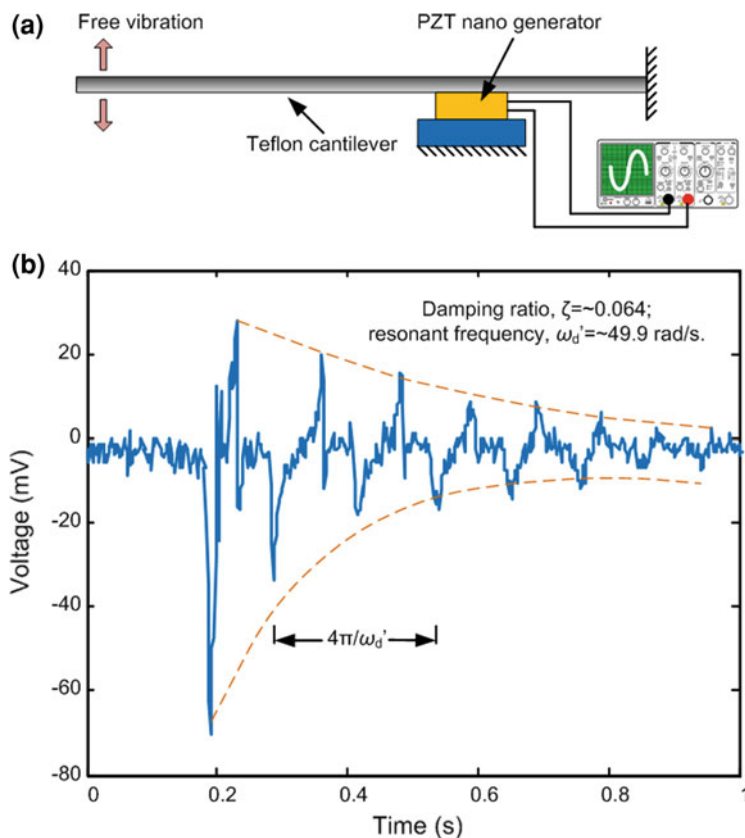 (a)
Free vibration
PZT nano generator
Teflon cantilever
(b)
Damping ratio, ζ=~0.064;
resonant frequency, ωd'=~49.9 rad/s.
4π/ωd'
Voltage (mV)
40
20
0
-20
-40
-60
-80
0
0.2
0.4
0.6
0.8
1
Time (s)